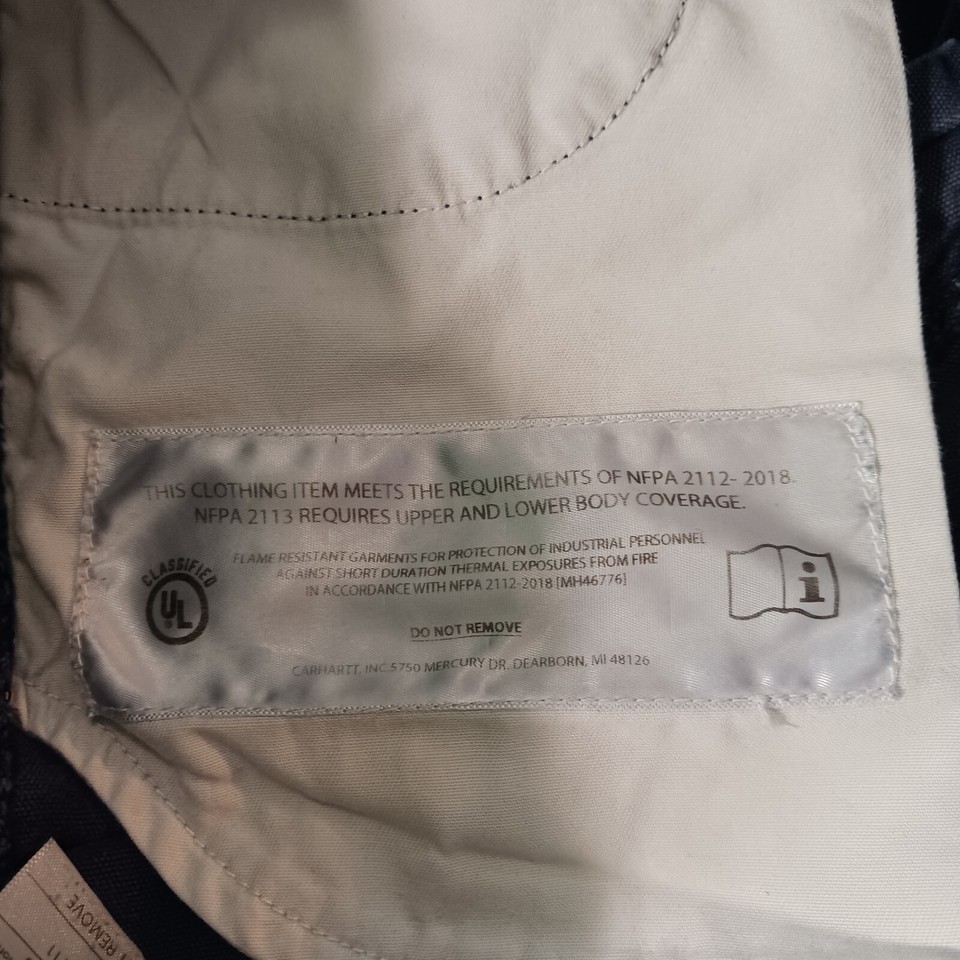 THIS CLOTHING ITEM MEETS THE REQUIREMENTS OF NFPA 2112- 2018.
NFPA 2113 REQUIRES UPPER AND LOWER BODY COVERAGE.
FLAME RESISTANT GARMENTS FOR PROTECTION OF INDUSTRIAL PERSONNEL
AGAINST SHORT DURATION THERMAL EXPOSURES FROM FIRE
IN ACCORDANCE WITH NFPA 2112-2018 [MH46776]
CLASSIFIED
UL
i
DO NOT REMOVE
CARHARTT, INC.5750 MERCURY DR. DEARBORN, MI 48126
REMOVE